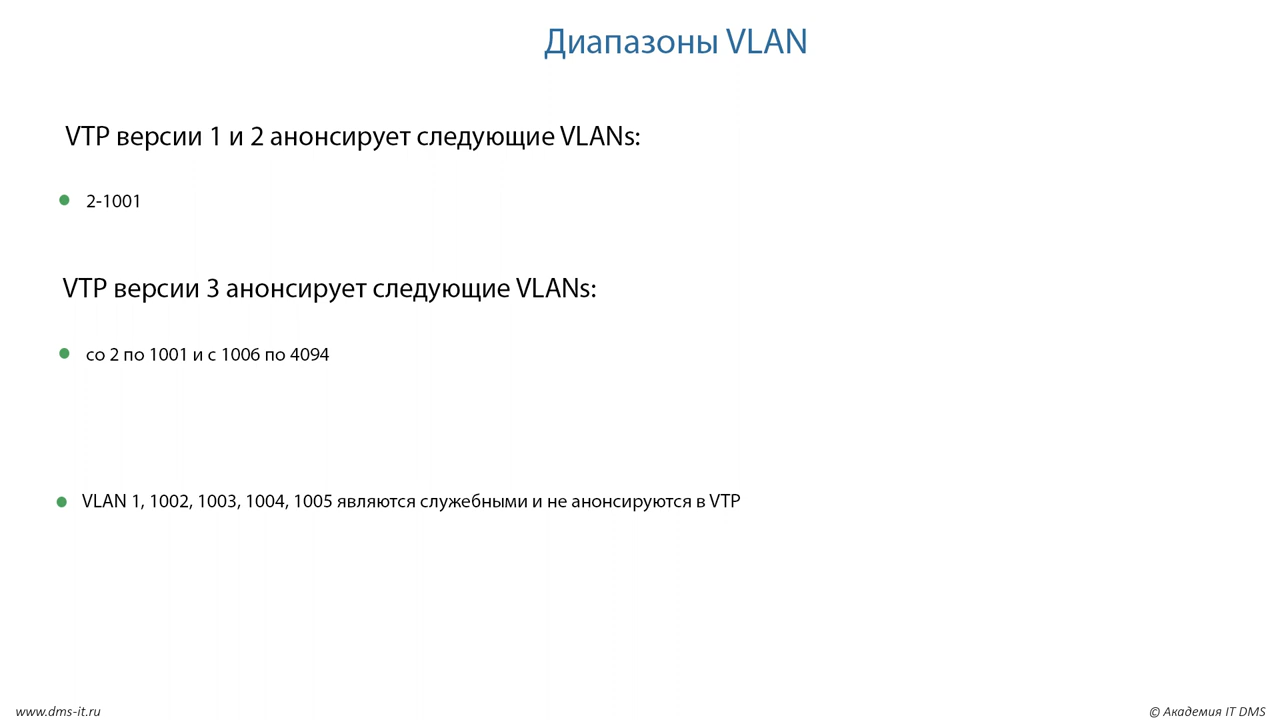 Диапазоны VLAN
VTP версии 1 и 2 анонсирует следующие VLANs:
2-1001
VTP версии 3 анонсирует следующие VLANs:
со 2 по 1001 и с 1006 по 4094
VLAN 1, 1002, 1003, 1004, 1005 являются служебными и не анонсируются в VTP
www.dms-it.ru
© Академия IT DMS